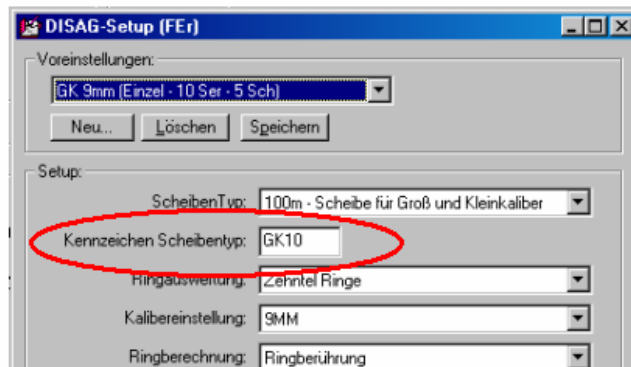 DISAG-Setup (FEr)
Voreinstellungen:
GK 9mm (Einzel - 10 Ser - 5 Sch)
Neu... Löschen Speichern
Setup:
ScheibenTyp: 100m - Scheibe für Groß und Kleinkaliber
Kennzeichen Scheibentyp: GK10
Ringauswertung: Zehntel Ringe
Kalibereinstellung: 9MM
Ringberechnung: Ringberührung